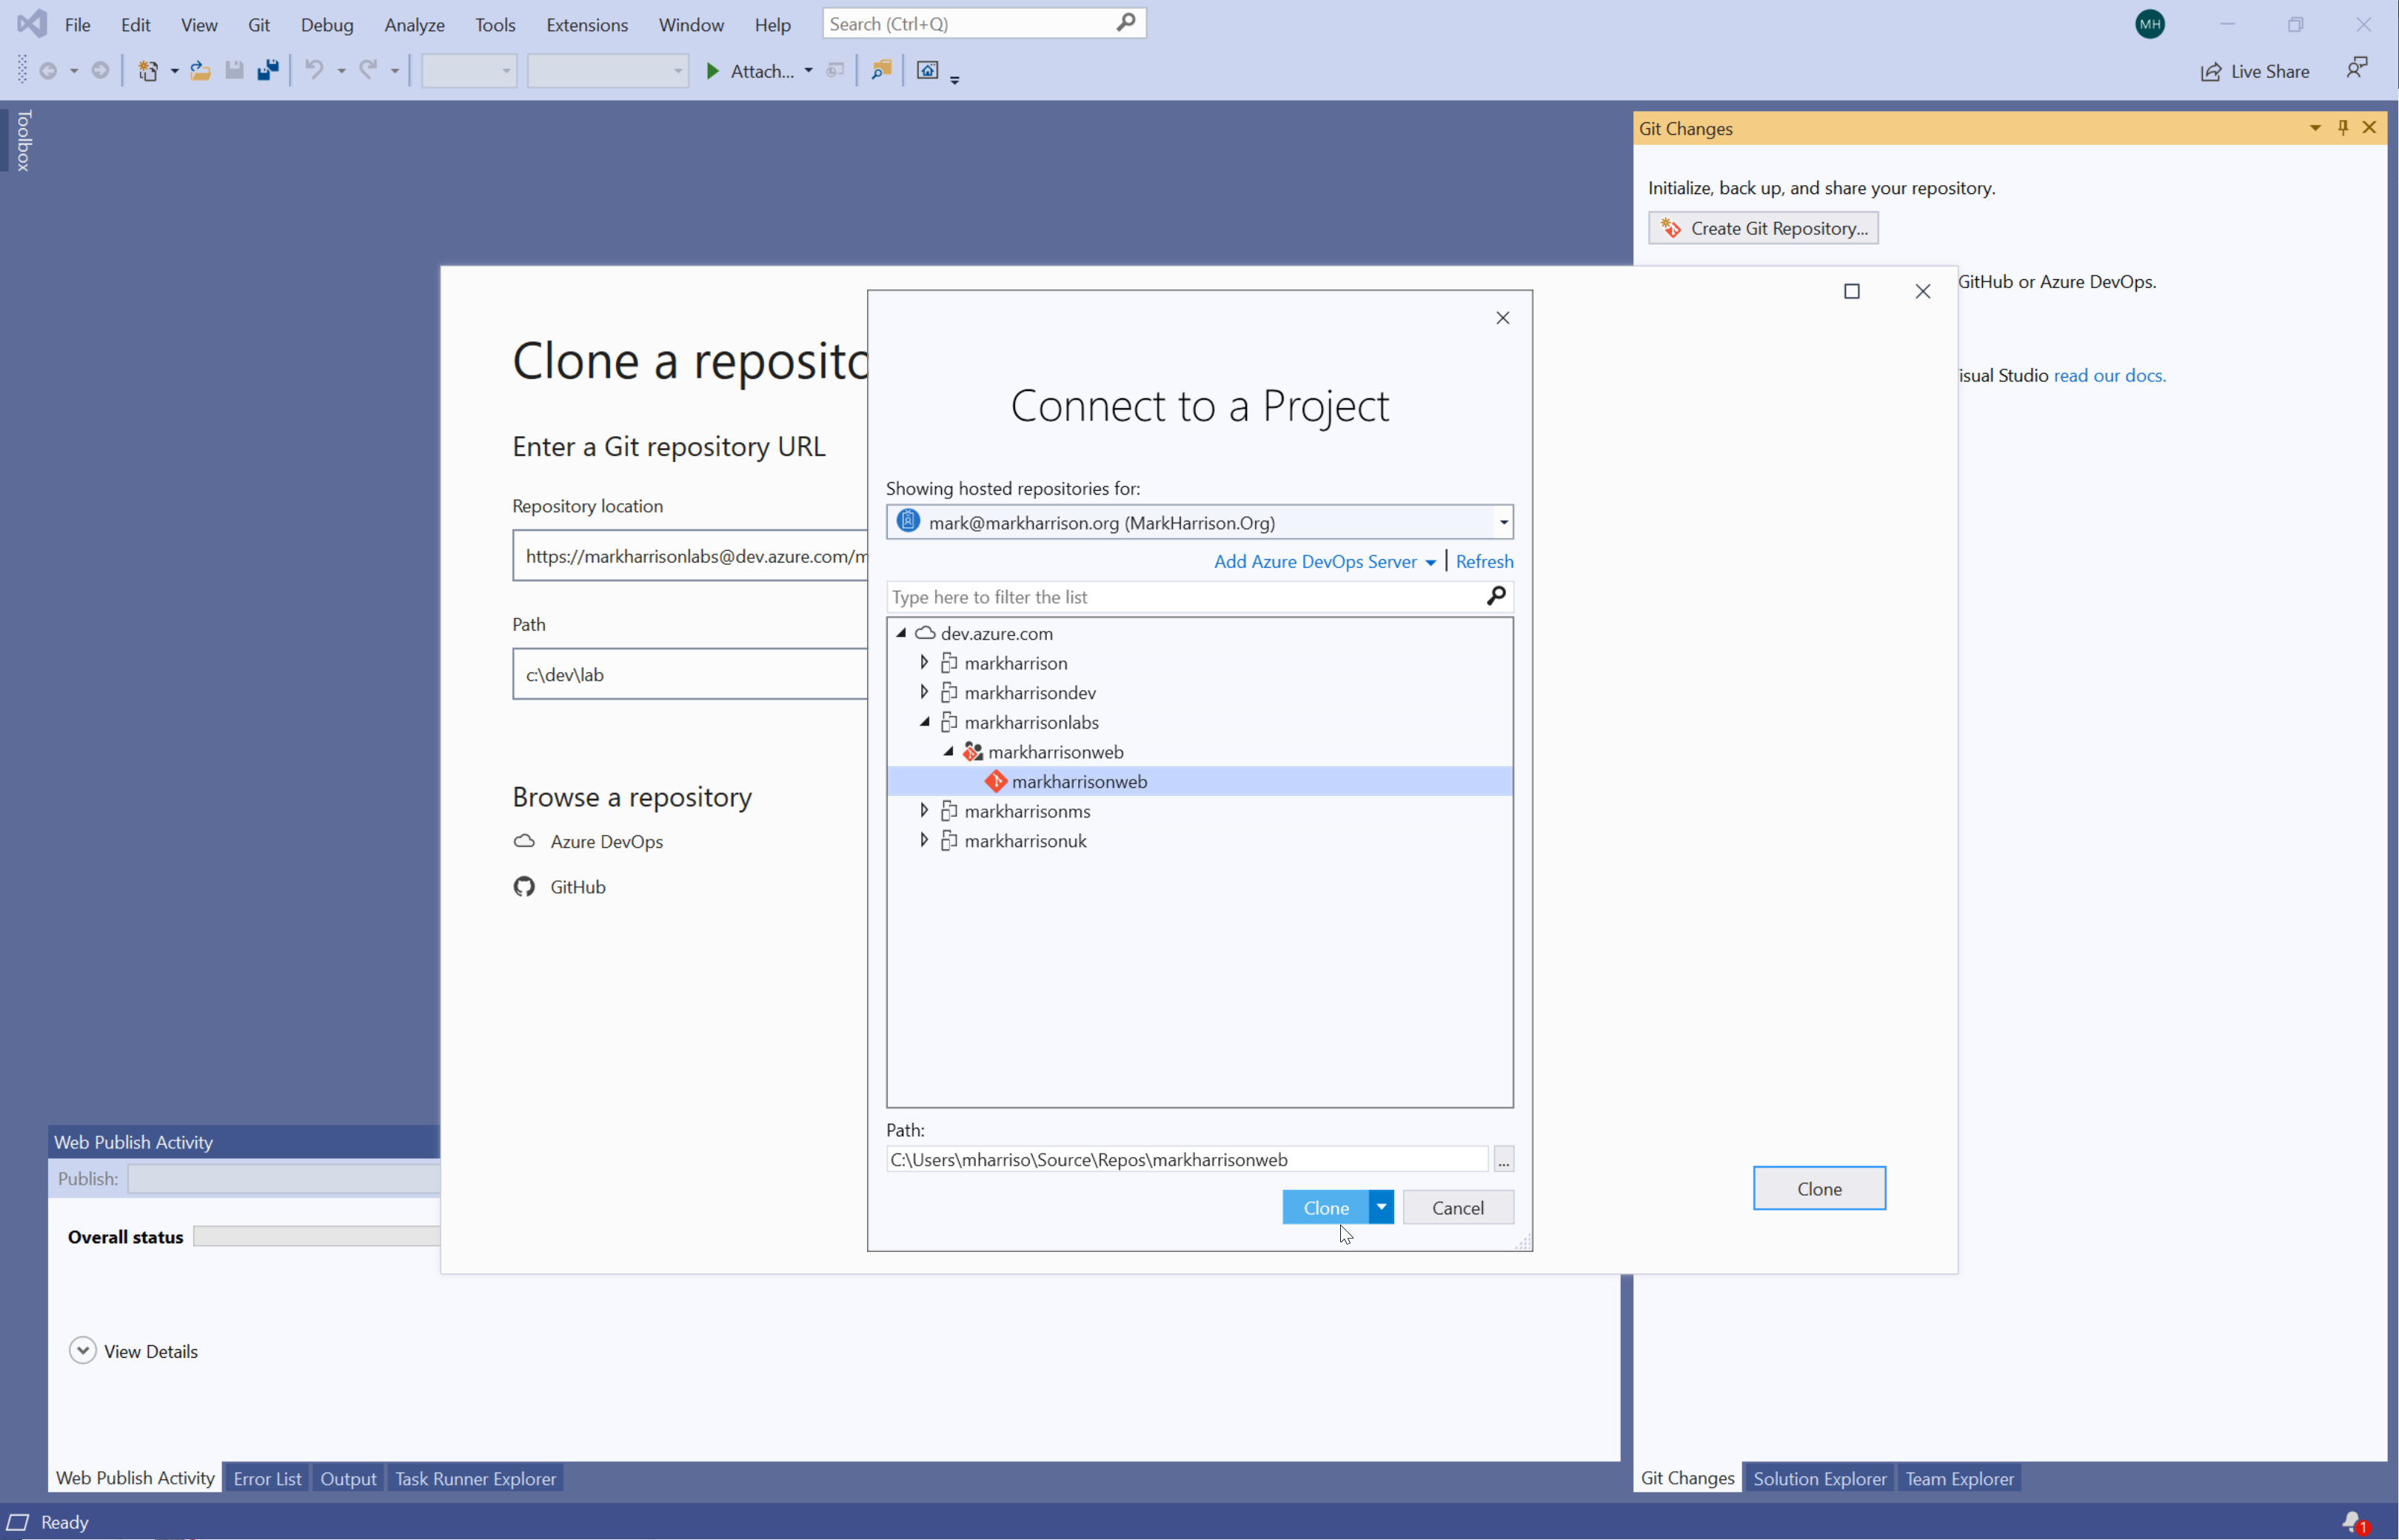 File Edit View Git Debug Analyze Tools Extensions Window Help Search (Ctrl+Q) MH
Attach... Live Share
Toolbox
Git Changes
Initialize, back up, and share your repository.
Create Git Repository...
GitHub or Azure DevOps.
isual Studio read our docs.
Clone a reposito
Enter a Git repository URL
Repository location
https://markharrisonlabs@dev.azure.com/m
Path
c:\dev\lab
Browse a repository
Azure DevOps
GitHub
Clone
Connect to a Project
Showing hosted repositories for:
mark@markharrison.org (MarkHarrison.Org)
Add Azure DevOps Server Refresh
Type here to filter the list
dev.azure.com
markharrison
markharrisondev
markharrisonlabs
markharrisonweb
markharrisonweb
markharrisonms
markharrisonuk
Path:
C:\Users\mharriso\Source\Repos\markharrisonweb
...
Clone Cancel
Web Publish Activity
Publish:
Overall status
View Details
Web Publish Activity Error List Output Task Runner Explorer
Git Changes Solution Explorer Team Explorer
Ready 1